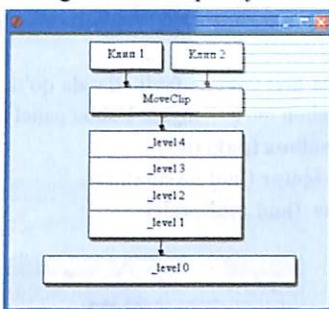 Клип 1 Клип 2
MoveClip
_level 4
_level 3
_level 2
_level 1
_level 0